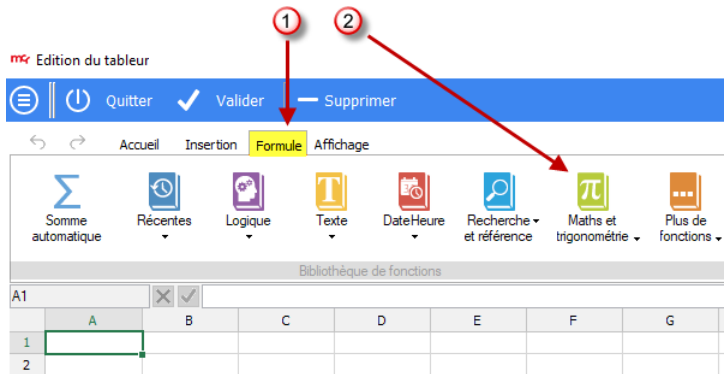 1 2
mcr Edition du tableur
Quitter Valider Supprimer
Accueil Insertion Formule Affichage
Σ π
Somme automatique
Récentes
Logique
T
Texte
DateHeure
Recherche et référence
Maths et trigonométrie
Plus de fonctions
Bibliothèque de fonctions
A1
A B C D E F G
1
2